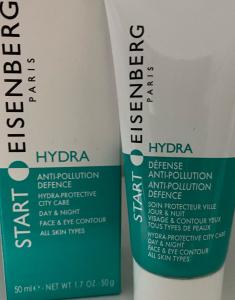 START EISENBERG
PARIS
HYDRA
ANTI-POLLUTION
DEFENCE
HYDRA-PROTECTIVE
CITY CARE
DAY & NIGHT
FACE & EYE CONTOUR
ALL SKIN TYPES
50 ml e - NET WT 1.7 OZ. 50 g
START EISENBERG
PARIS
HYDRA
DÉFENSE
ANTI-POLLUTION
ANTI-POLLUTION
DEFENCE
SOIN PROTECTEUR VILLE
JOUR & NUIT
VISAGE & CONTOUR YEUX
TOUS TYPES DE PEAUX
HYDRA-PROTECTIVE CITY CARE
DAY & NIGHT
FACE & EYE CONTOUR
ALL SKIN TYPES